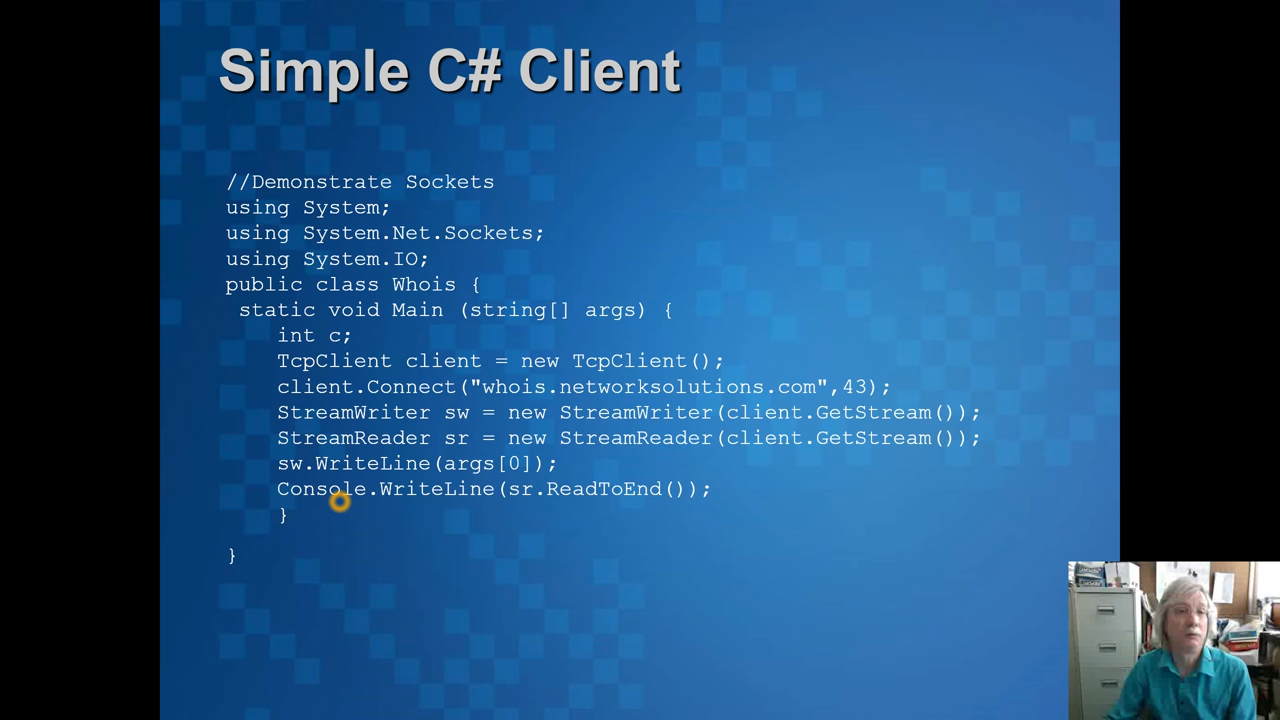 Simple C# Client
//Demonstrate Sockets
using System;
using System.Net.Sockets;
using System.IO;
public class Whois {
static void Main (string[] args) {
int c;
TcpClient client = new TcpClient();
client.Connect("whois.networksolutions.com",43);
StreamWriter sw = new StreamWriter(client.GetStream());
StreamReader sr = new StreamReader(client.GetStream());
sw.WriteLine(args[0]);
Console.WriteLine(sr.ReadToEnd());
}
}